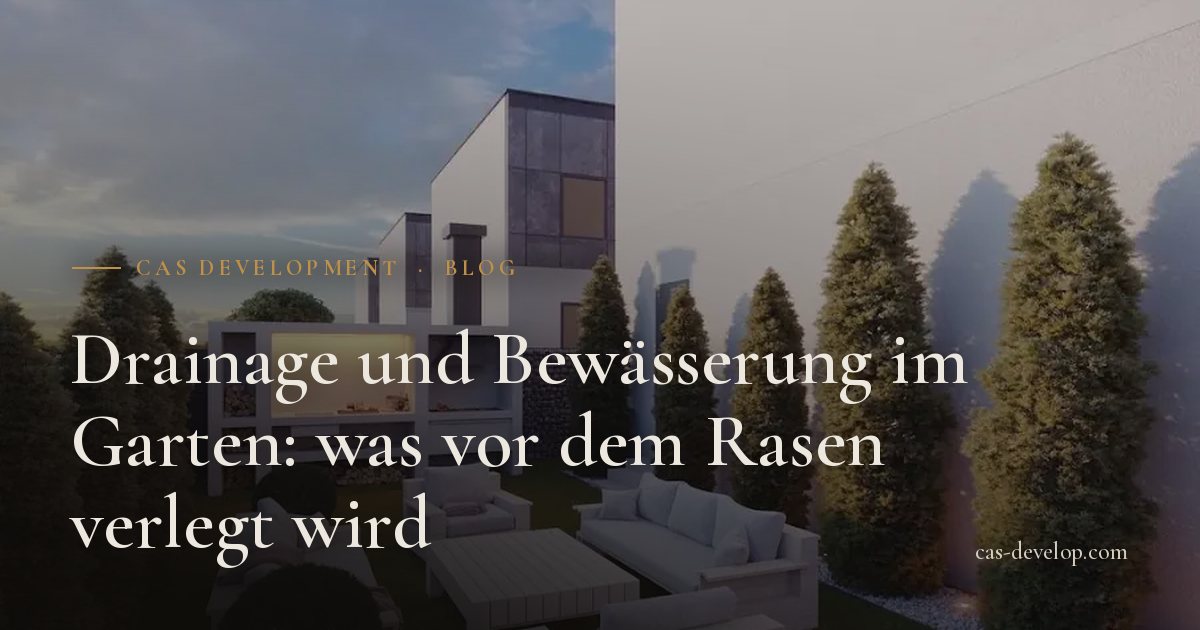 CAS DEVELOPMENT · BLOG
Drainage und Bewässerung im
Garten: was vor dem Rasen
verlegt wird
cas-develop.com